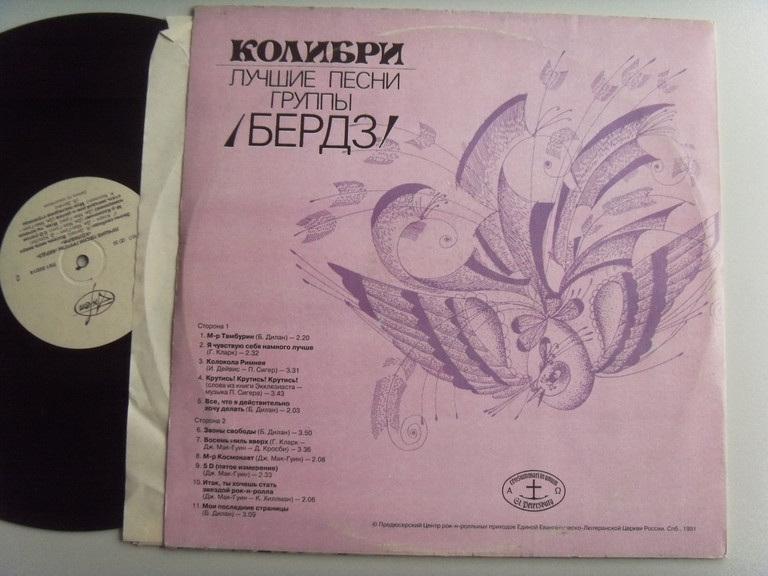 КОЛИБРИ
ЛУЧШИЕ ПЕСНИ
ГРУППЫ
БЕРДЗ
Сторона 1
1. М-р Тамбурин (Б. Дилан) — 2.20
2. Я чувствую себя намного лучше
(Г. Кларк) — 2.32
3. Колокола Римнея
(И. Дейвис — П. Сигер) — 3.31
4. Крутись! Крутись! Крутись!
(слова из книги Экклезиаста —
музыка П. Сигера) — 3.43
5. Все, что я действительно
хочу делать (Б. Дилан) — 2.03
Сторона 2
6. Звоны свободы (Б. Дилан) — 3.50
7. Восемь миль вверх (Г. Кларк —
Дж. Мак-Гуин — Д. Кросби) — 3.36
8. М-р Космонавт (Дж. Мак-Гуин) — 2.08
9. 5 D (пятое измерение)
(Дж. Мак-Гуин) — 2.33
10. Итак, ты хочешь стать
звездой рок-н-ролла
(Дж. Мак-Гуин — К. Хиллман) — 2.06
11. Мои последние страницы
(Б. Дилан) — 3.09
Α Ω
St. Petersburg
© Продюсерский Центр рок-н-ролльных приходов Единой Евангелическо-Лютеранской Церкви России. Спб., 1991